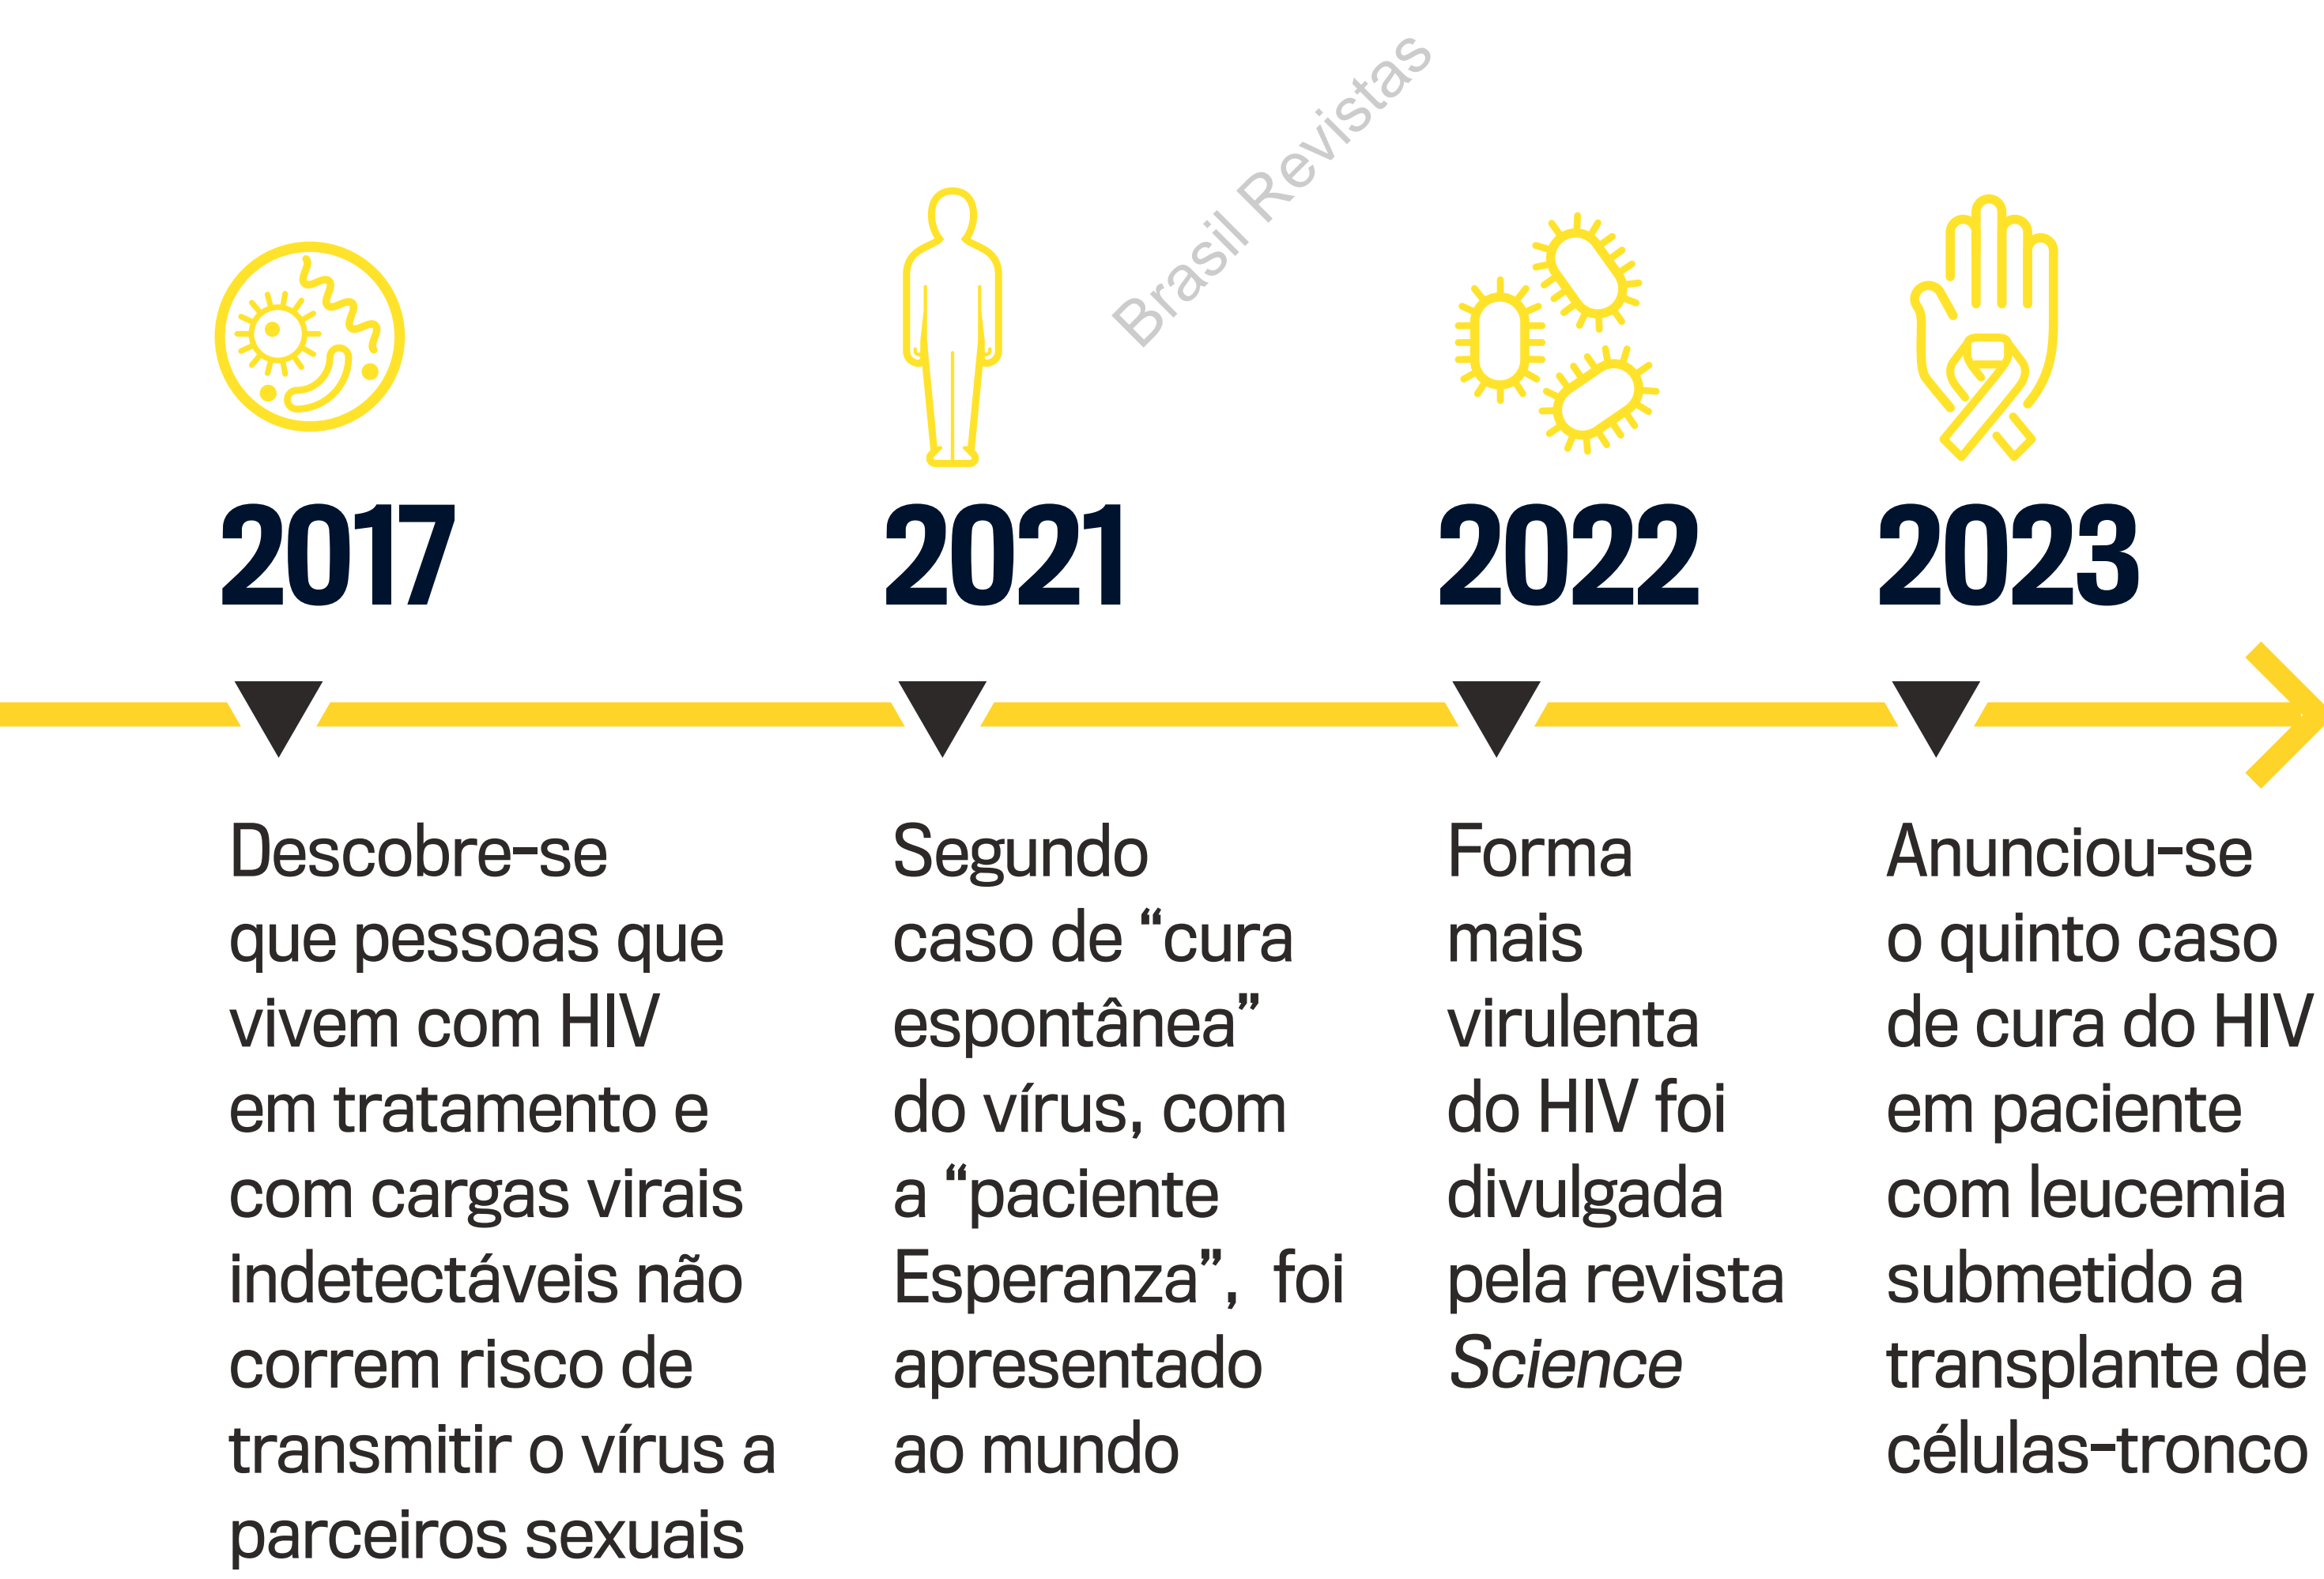 Brasil Revistas
2017
Descobre-se
que pessoas que
vivem com HIV
em tratamento e
com cargas virais
indetectáveis não
correm risco de
transmitir o vírus a
parceiros sexuais
2021
Segundo
caso de “cura
espontânea”
do vírus, com
a “paciente
Esperanza”, foi
apresentado
ao mundo
2022
Forma
mais
virulenta
do HIV foi
divulgada
pela revista
Science
2023
Anunciou-se
o quinto caso
de cura do HIV
em paciente
com leucemia
submetido a
transplante de
células-tronco